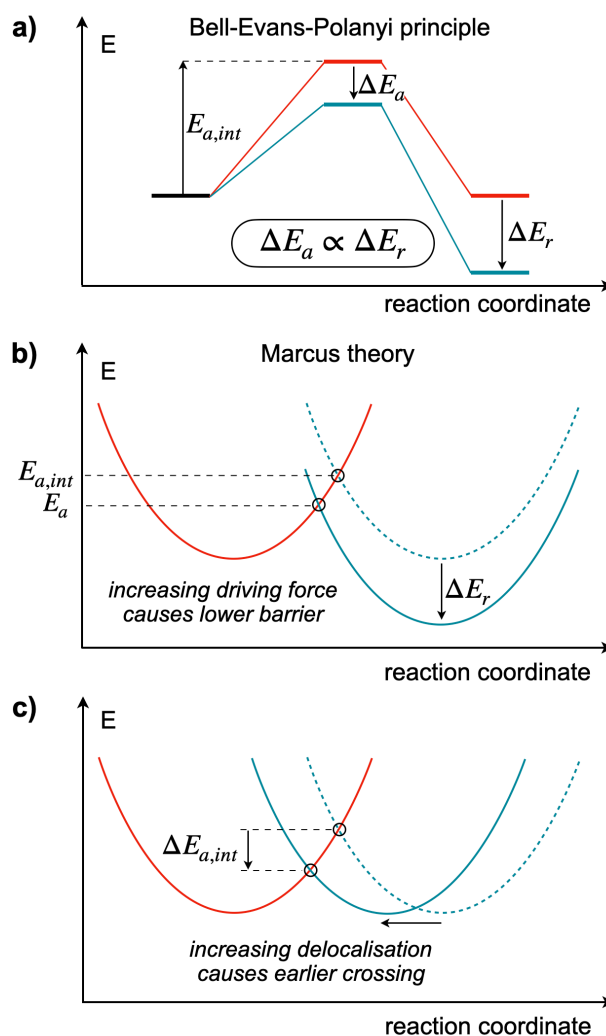 a)
Bell-Evans-Polanyi principle
E
E_{a,int}
ΔE_a
ΔE_a ∝ ΔE_r
ΔE_r
reaction coordinate
b)
Marcus theory
E
E_{a,int}
E_a
increasing driving force
causes lower barrier
ΔE_r
reaction coordinate
c)
E
ΔE_{a,int}
increasing delocalisation
causes earlier crossing
reaction coordinate